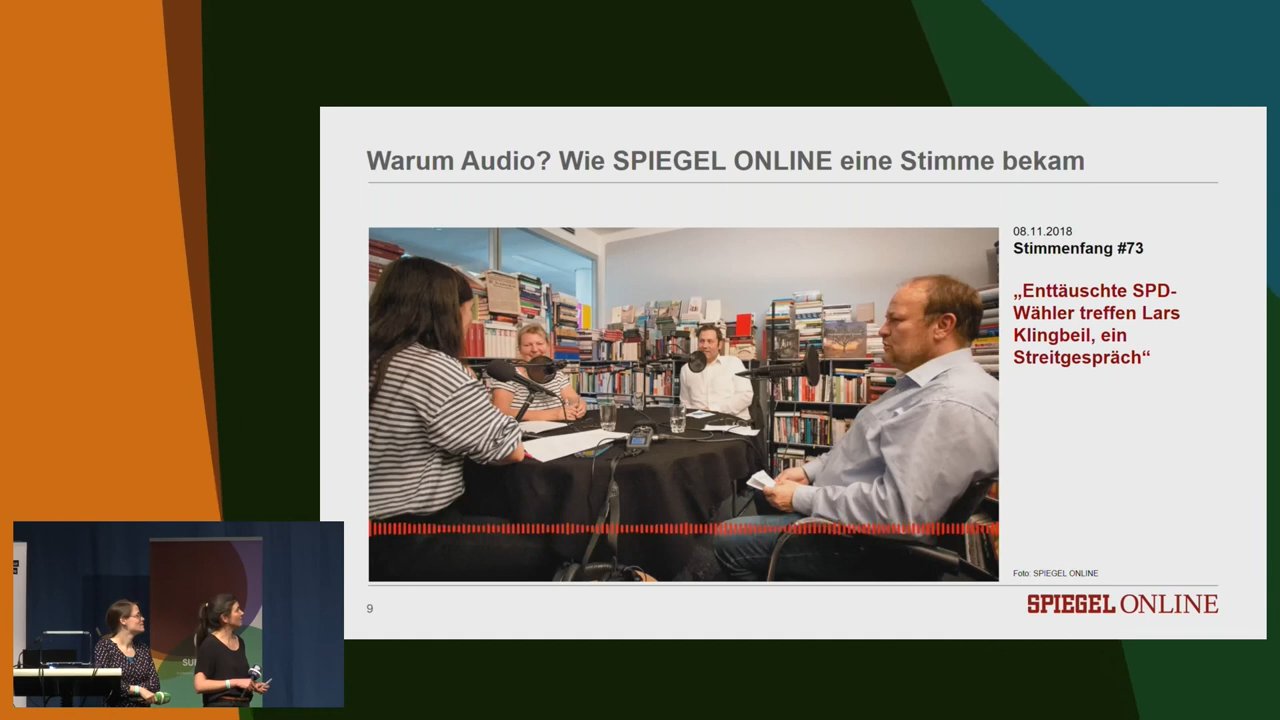 Warum Audio? Wie SPIEGEL ONLINE eine Stimme bekam
08.11.2018
Stimmenfang #73
„Enttäuschte SPD-
Wähler treffen Lars
Klingbeil, ein
Streitgespräch“
Foto: SPIEGEL ONLINE
9
SPIEGEL ONLINE